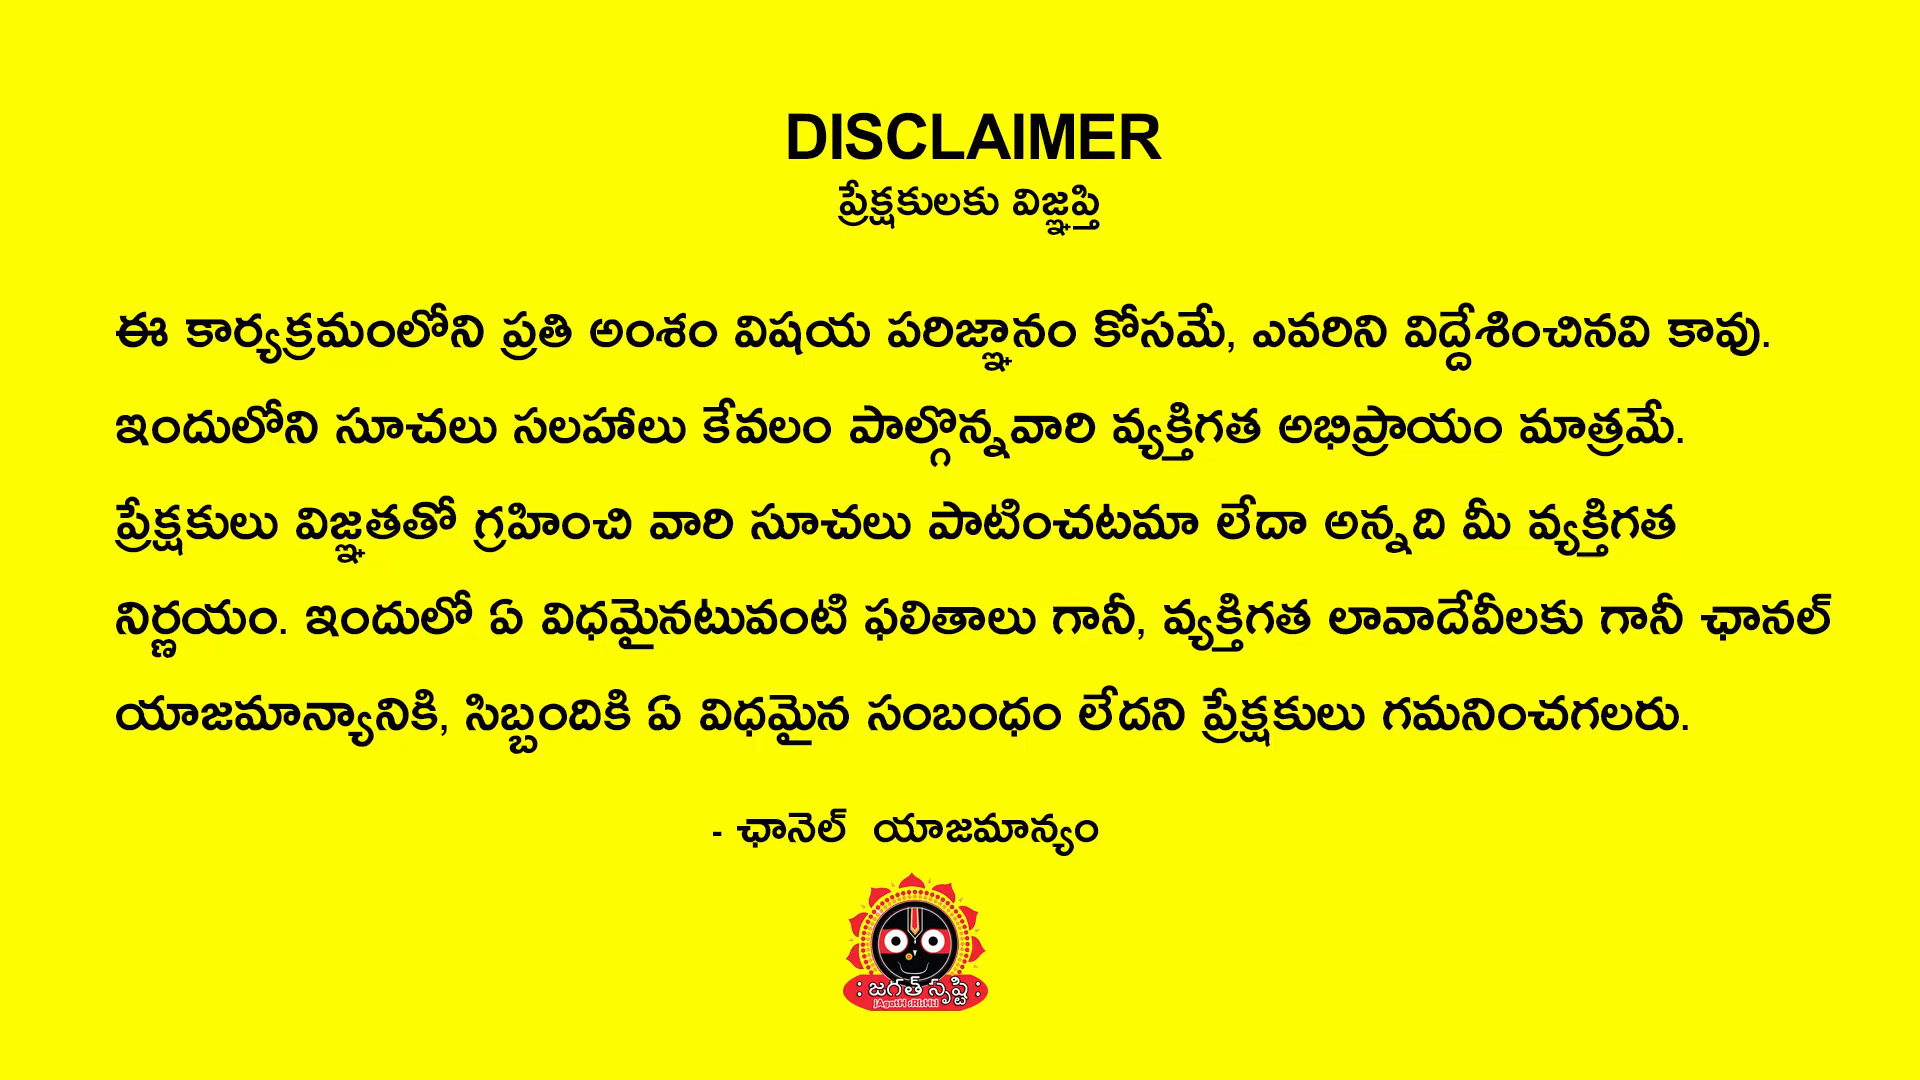 DISCLAIMER
ప్రేక్షకులకు విజ్ఞప్తి
ఈ కార్యక్రమంలోని ప్రతి అంశం విషయ పరిజ్ఞానం కోసమే, ఎవరిని విద్దేశించినవి కావు.
ఇందులోని సూచలు సలహాలు కేవలం పాల్గొన్నవారి వ్యక్తిగత అభిప్రాయం మాత్రమే.
ప్రేక్షకులు విజ్ఞతతో గ్రహించి వారి సూచలు పాటించటమా లేదా అన్నది మీ వ్యక్తిగత
నిర్ణయం. ఇందులో ఏ విధమైనటువంటి ఫలితాలు గానీ, వ్యక్తిగత లావాదేవీలకు గానీ ఛానల్
యాజమాన్యానికి, సిబ్బందికి ఏ విధమైన సంబంధం లేదని ప్రేక్షకులు గమనించగలరు.
- ఛానెల్ యాజమాన్యం
: జగత్ సృష్టి :
jAgatH sRIsHtI